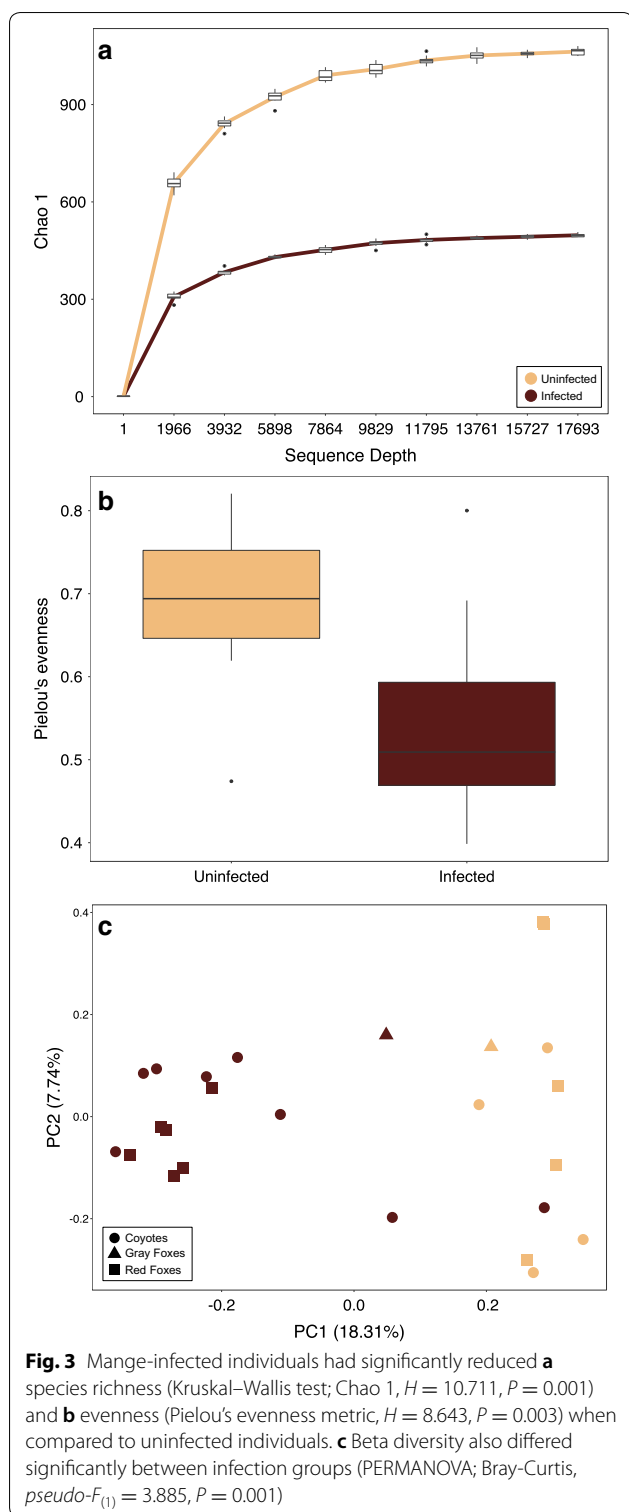 a
900
600
300
0
Chao 1
Uninfected
Infected
1 1966 3932 5898 7864 9829 11795 13761 15727 17693
Sequence Depth
b
0.8
0.7
0.6
0.5
0.4
Pielou's evenness
Uninfected Infected
c
0.4
0.2
0.0
-0.2
PC2 (7.74%)
Coyotes
Gray Foxes
Red Foxes
-0.2 0.0 0.2
PC1 (18.31%)
Fig. 3 Mange-infected individuals had significantly reduced a
species richness (Kruskal–Wallis test; Chao 1, H = 10.711, P = 0.001)
and b evenness (Pielou's evenness metric, H = 8.643, P = 0.003) when
compared to uninfected individuals. c Beta diversity also differed
significantly between infection groups (PERMANOVA; Bray-Curtis,
pseudo-F(1) = 3.885, P = 0.001)